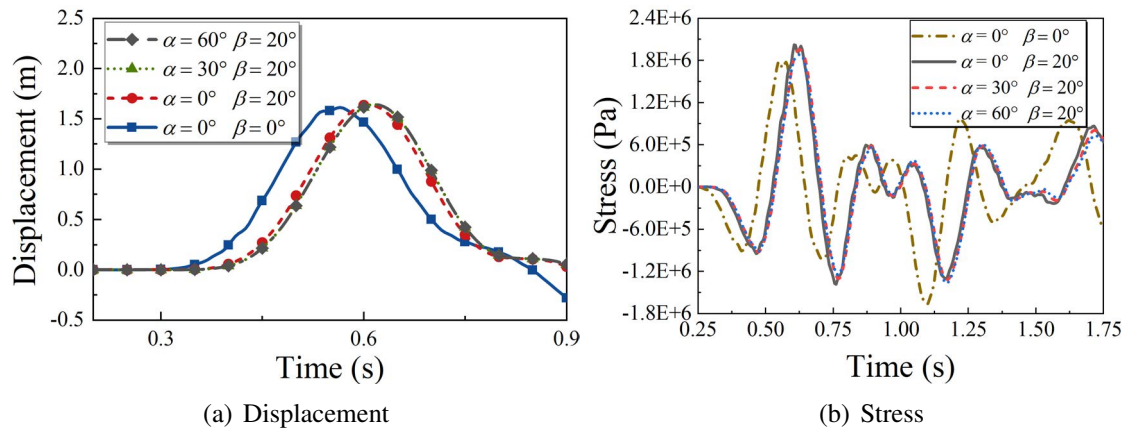 2.5
2.0
1.5
1.0
0.5
0.0
-0.5
Displacement (m)
α = 60° β = 20°
α = 30° β = 20°
α = 0° β = 20°
α = 0° β = 0°
0.3 0.6 0.9
Time (s)
(a) Displacement
2.4E+6
1.8E+6
1.2E+6
6.0E+5
0.0E+0
-6.0E+5
-1.2E+6
-1.8E+6
Stress (Pa)
α = 0° β = 0°
α = 0° β = 20°
α = 30° β = 20°
α = 60° β = 20°
0.25 0.50 0.75 1.00 1.25 1.50 1.75
Time (s)
(b) Stress